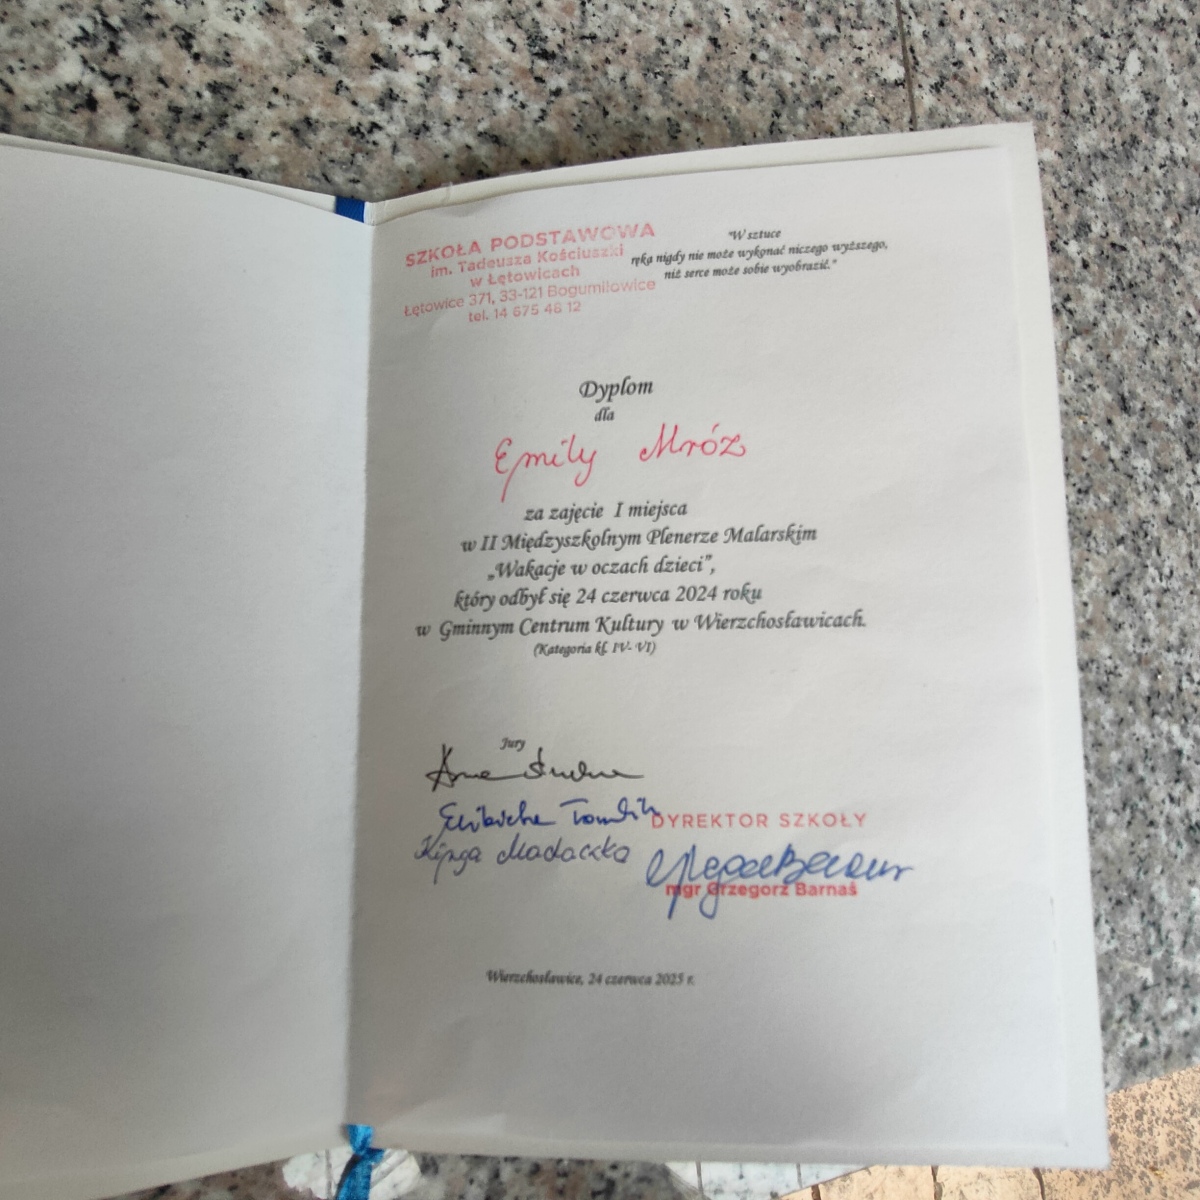 SZKOŁA PODSTAWOWA
im. Tadeusza Kościuszki
w Łętowicach
Łętowice 371, 33-121 Bogumiłowice
tel. 14 675 46 12
"W sztuce
ręka nigdy nie może wykonać niczego wyższego,
niż serce może sobie wyobrazić."
Dyplom
dla
Emily Mróz
za zajęcie I miejsca
w II Międzyszkolnym Plenerze Malarskim
„Wakacje w oczach dzieci”,
który odbył się 24 czerwca 2024 roku
w Gminnym Centrum Kultury w Wierzchosławicach.
(Kategoria kl. IV- VI)
Jury
Kinga
DYREKTOR SZKOŁY
mgr Grzegorz Barnaś
Wierzchosławice, 24 czerwca 2025 r.